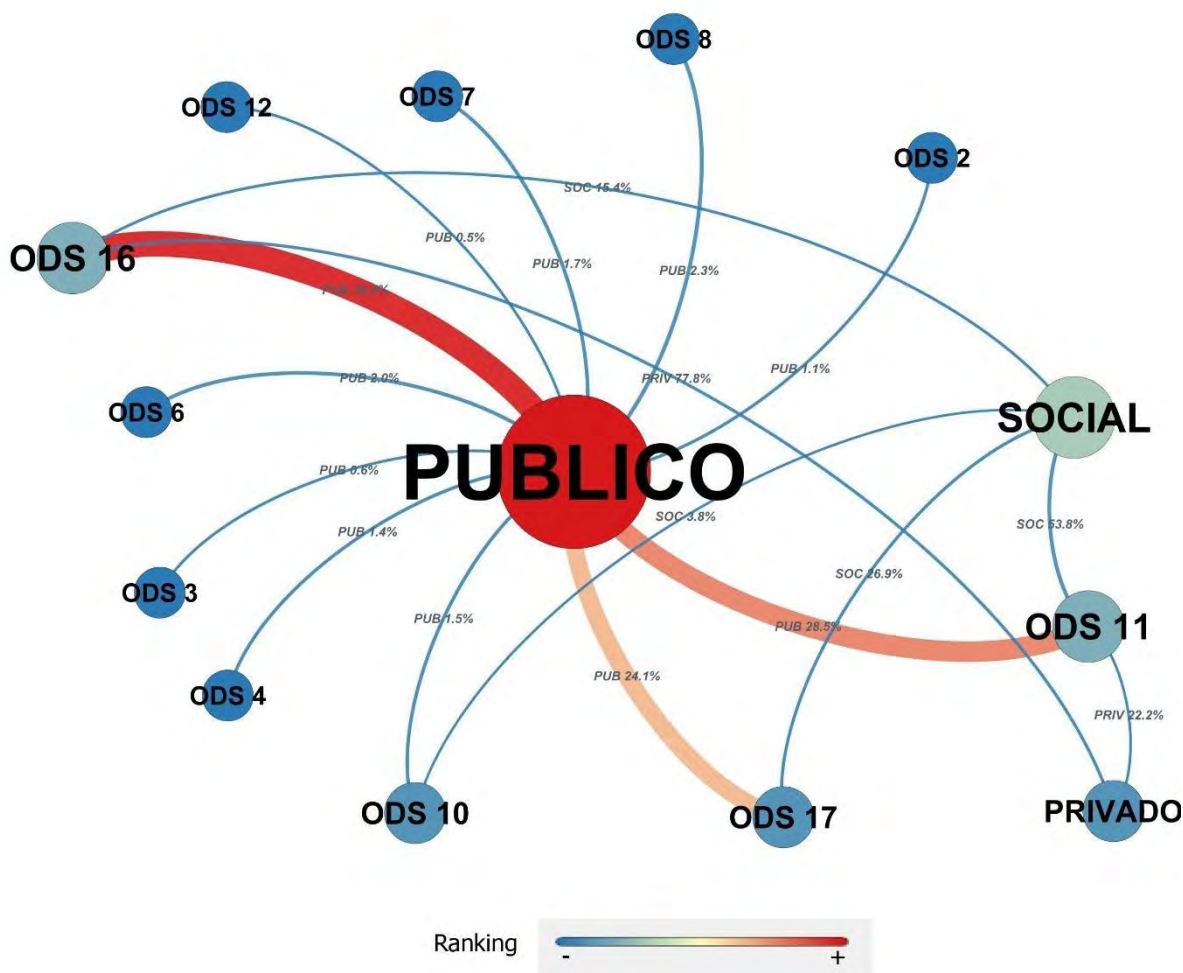 ODS 8
ODS 7
ODS 12
ODS 2
SOC 15.4%
PUB 0.5%
ODS 16
PUB 1.7%
PUB 2.3%
PUB
PUB 1.1%
PRIV 77.8%
PUB 2.0%
ODS 6
SOCIAL
PUBLICO
PUB 0.6%
SOC 3.8%
PUB 1.4%
SOC 53.8%
SOC 26.9%
ODS 3
PUB 1.5%
PUB 28.5%
ODS 11
PUB 24.1%
ODS 4
PRIV 22.2%
ODS 10
ODS 17
PRIVADO
Ranking
-
+